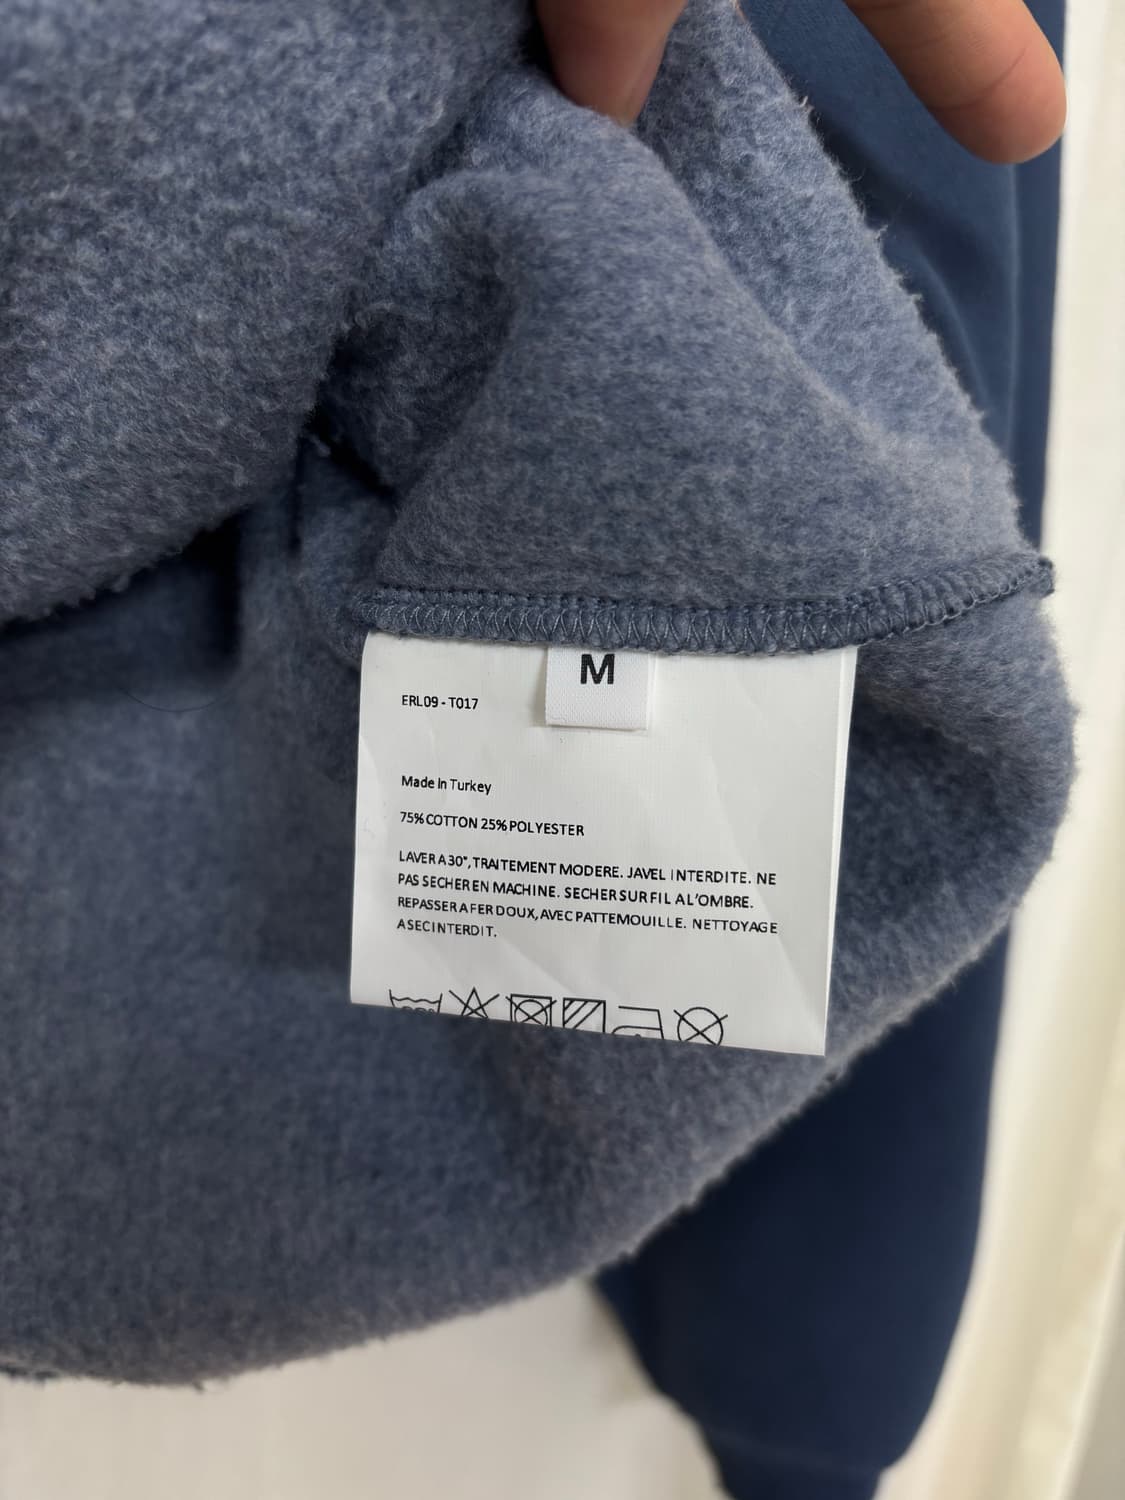 M
ERL09 - T017
Made In Turkey
75% COTTON 25% POLYESTER
LAVER A 30°, TRAITEMENT MODERE. JAVEL INTERDITE. NE
PAS SECHER EN MACHINE. SECHER SUR FIL A L'OMBRE.
REPASSER A FER DOUX, AVEC PATTEMOUILLE. NETTOYAGE
A SEC INTERDIT.